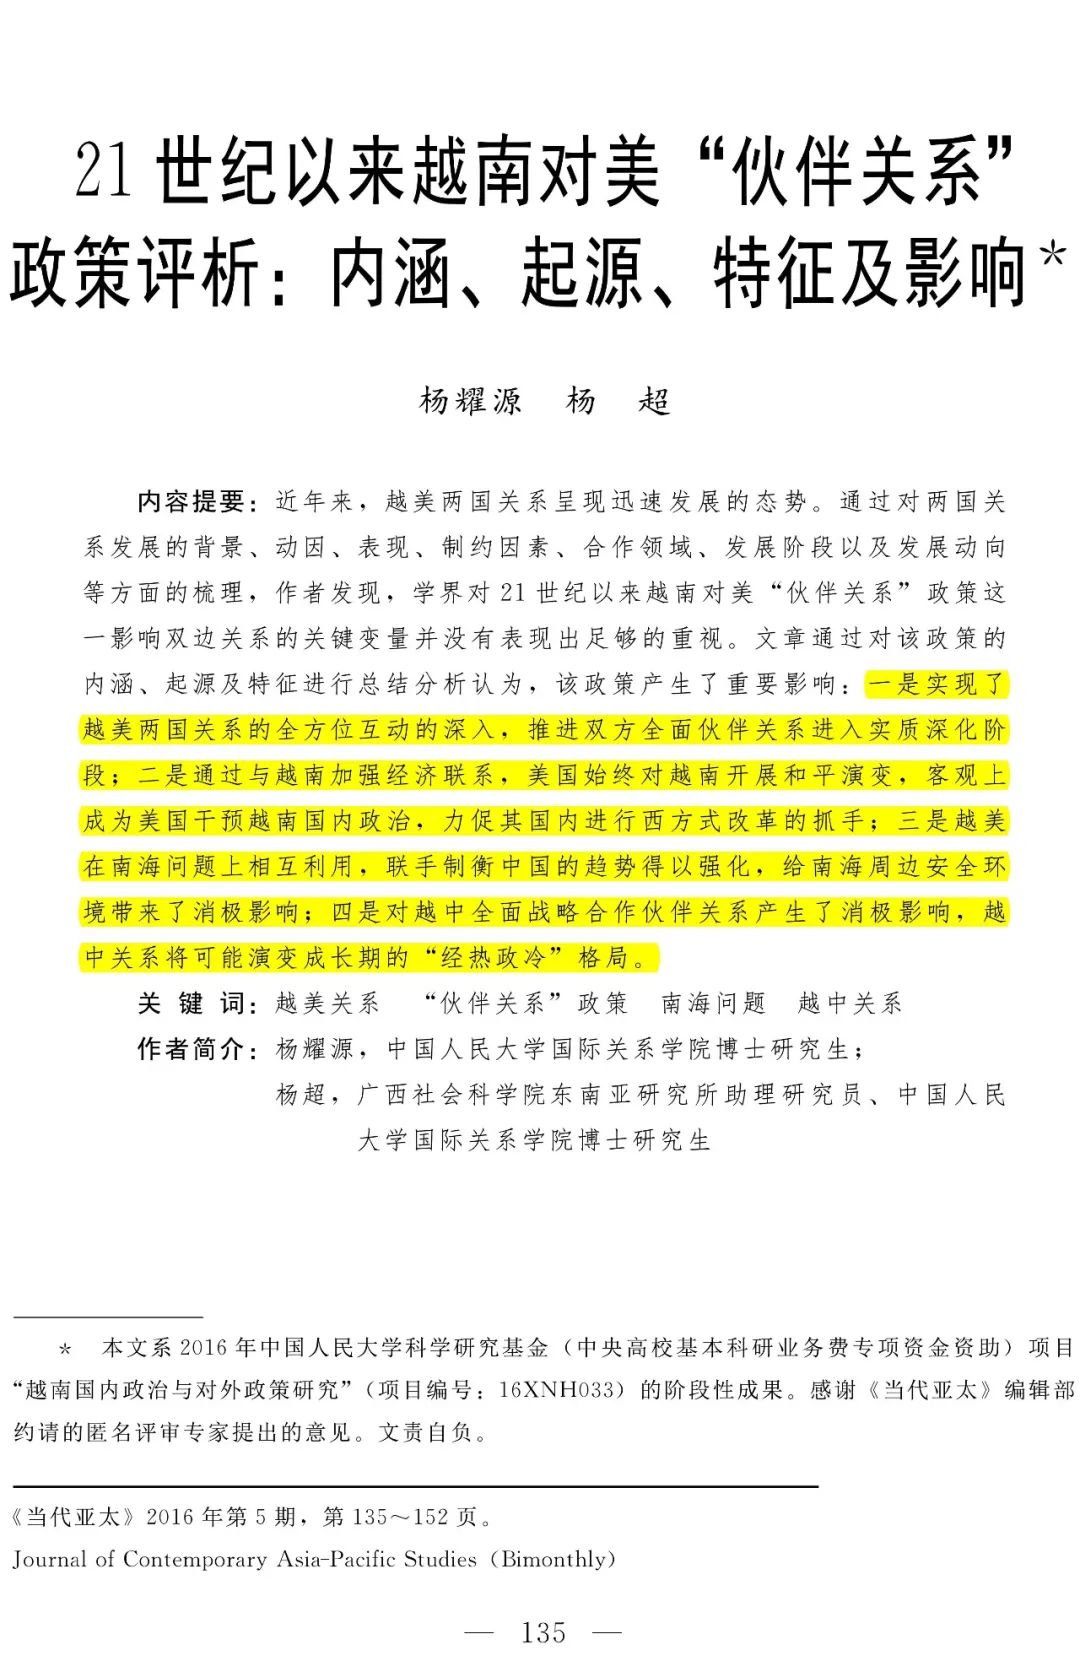 21 世纪以来越南对美“伙伴关系”
政策评析：内涵、起源、特征及影响*
杨耀源 杨 超
内容提要：近年来，越美两国关系呈现迅速发展的态势。通过对两国关
系发展的背景、动因、表现、制约因素、合作领域、发展阶段以及发展动向
等方面的梳理，作者发现，学界对 21 世纪以来越南对美“伙伴关系”政策这
一影响双边关系的关键变量并没有表现出足够的重视。文章通过对该政策的
内涵、起源及特征进行总结分析认为，该政策产生了重要影响：一是实现了
越美两国关系的全方位互动的深入，推进双方全面伙伴关系进入实质深化阶
段；二是通过与越南加强经济联系，美国始终对越南开展和平演变，客观上
成为美国干预越南国内政治，力促其国内进行西方式改革的抓手；三是越美
在南海问题上相互利用，联手制衡中国的趋势得以强化，给南海周边安全环
境带来了消极影响；四是对越中全面战略合作伙伴关系产生了消极影响，越
中关系将可能演变成长期的“经热政冷”格局。
关 键 词：越美关系 “伙伴关系”政策 南海问题 越中关系
作者简介：杨耀源，中国人民大学国际关系学院博士研究生；
杨超，广西社会科学院东南亚研究所助理研究员、中国人民
大学国际关系学院博士研究生
* 本文系 2016 年中国人民大学科学研究基金（中央高校基本科研业务费专项资金资助）项目
“越南国内政治与对外政策研究”（项目编号：16XNH033）的阶段性成果。感谢《当代亚太》编辑部
约请的匿名评审专家提出的意见。文责自负。
《当代亚太》2016 年第 5 期，第 135～152 页。
Journal of Contemporary Asia-Pacific Studies (Bimonthly)
— 135 —